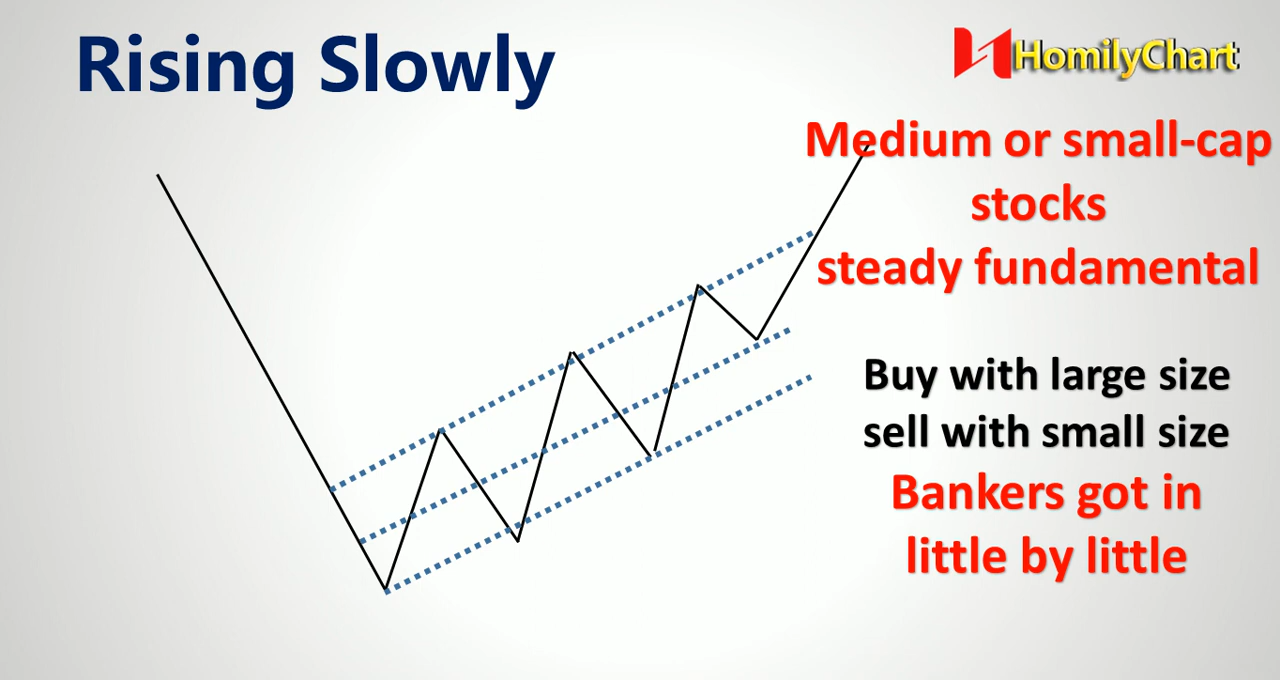 Rising Slowly
HomilyChart
Medium or small-cap
stocks
steady fundamental
Buy with large size
sell with small size
Bankers got in
little by little